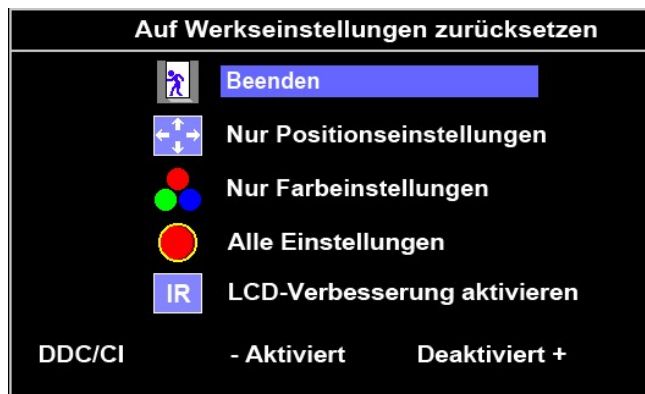 Auf Werkseinstellungen zurücksetzen
Beenden
Nur Positionseinstellungen
Nur Farbeinstellungen
Alle Einstellungen
IR LCD-Verbesserung aktivieren
DDC/CI - Aktiviert Deaktiviert +